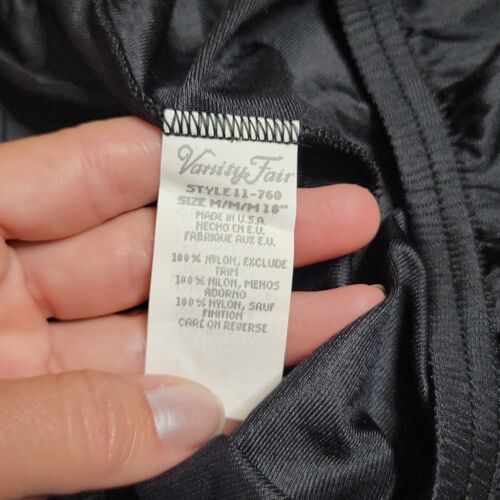 Vanity Fair
STYLE 11-760
SIZE M/M/M 18"
MADE IN U.S.A.
HECHO EN E.U.
FABRIQUE AUX E.U.
100% NYLON, EXCLUDE
TRIM
100% NILON, MENOS
ADORNO
100% NYLON, SAUF
FINITION
CARE ON REVERSE